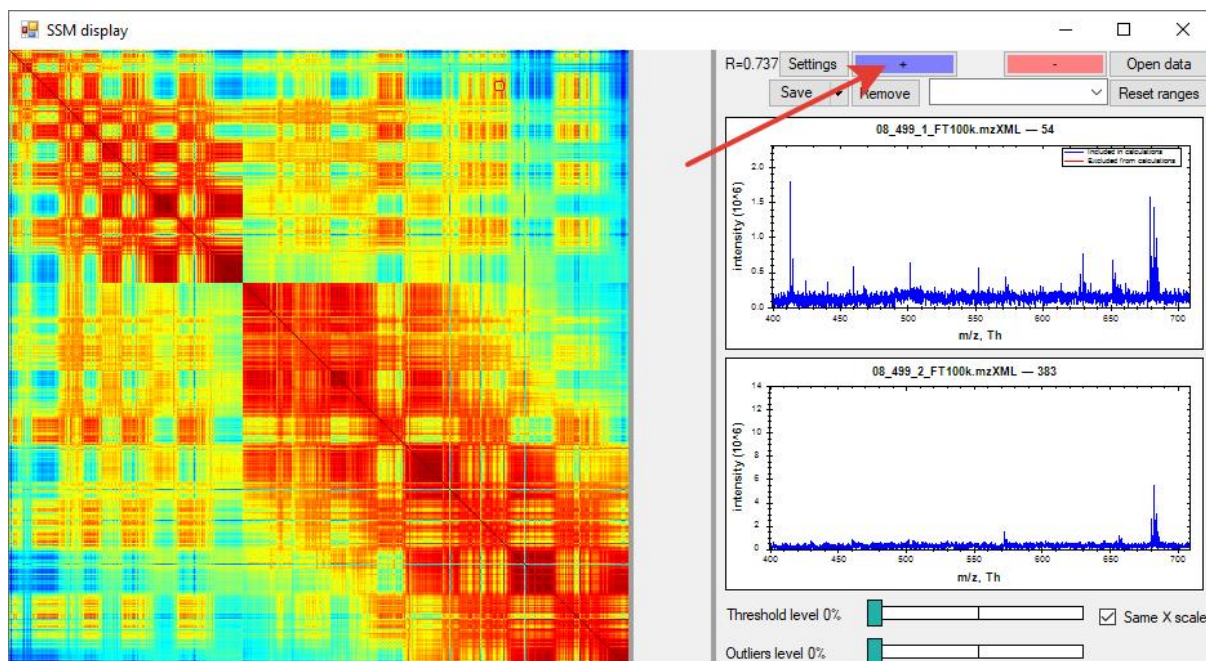 SSM display
R=0.737 Settings + - Open data
Save Remove Reset ranges
08_499_1_FT100k.mzXML — 54
Included in calculations
Excluded from calculations
2.0
1.5
1.0
0.5
0.0
intensity (10^6)
400 450 500 550 600 650 700
m/z, Th
08_499_2_FT100k.mzXML — 383
14
12
10
8
6
4
2
0
intensity (10^6)
400 450 500 550 600 650 700
m/z, Th
Threshold level 0% Same X scale
Outliers level 0%